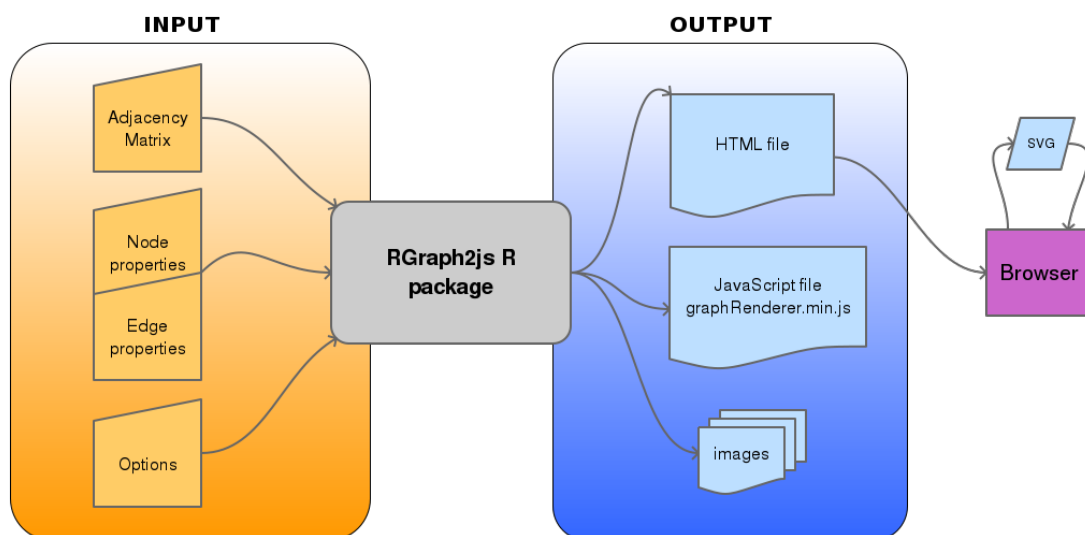 INPUT
OUTPUT
Adjacency
Matrix
Node
properties
Edge
properties
Options
RGraph2js R
package
HTML file
JavaScript file
graphRenderer.min.js
images
SVG
Browser